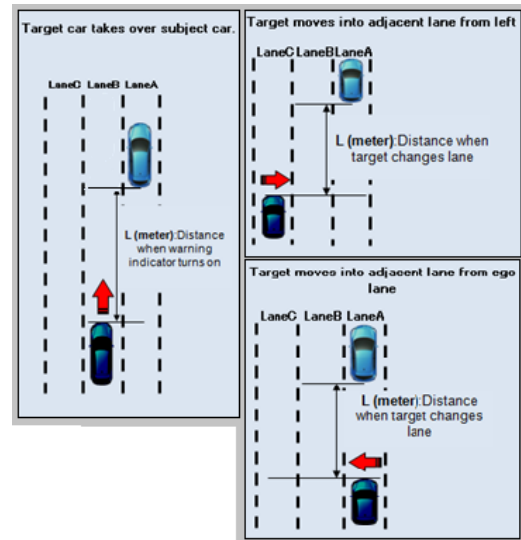 Target car takes over subject car.
LaneC LaneB LaneA
L (meter):Distance
when warning
indicator turns on
Target moves into adjacent lane from left
LaneC LaneB LaneA
L (meter):Distance when
target changes lane
Target moves into adjacent lane from ego
lane
LaneC LaneB LaneA
L (meter):Distance
when target changes
lane